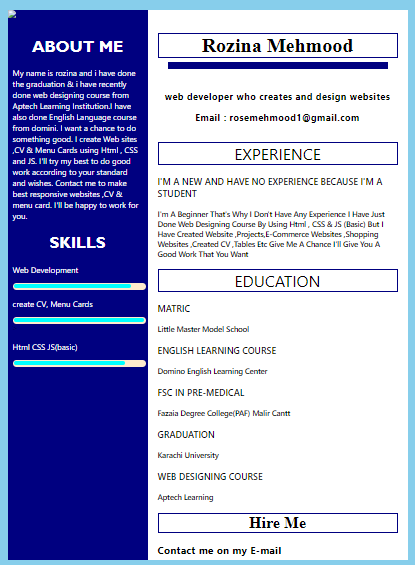 ABOUT ME
My name is rozina and i have done
the graduation & i have recently
done web designing course from
Aptech Learning Institution.I have
also done English Language course
from domini. I want a chance to do
something good. I create Web sites
,CV & Menu Cards using Html , CSS
and JS. I'll try my best to do good
work according to your standard
and wishes. Contact me to make
best responsive websites ,CV &
menu card. I'll be happy to work for
you.
SKILLS
Web Development
create CV, Menu Cards
Html CSS JS(basic)
Rozina Mehmood
web developer who creates and design websites
Email : rosemehmood1@gmail.com
EXPERIENCE
I'M A NEW AND HAVE NO EXPERIENCE BECAUSE I'M A
STUDENT
I'm A Beginner That's Why I Don't Have Any Experience I Have Just
Done Web Designing Course By Using Html , CSS & JS (Basic) But I
Have Created Website ,Projects,E-Commerce Websites ,Shopping
Websites ,Created CV ,Tables Etc Give Me A Chance I'll Give You A
Good Work That You Want
EDUCATION
MATRIC
Little Master Model School
ENGLISH LEARNING COURSE
Domino English Learning Center
FSC IN PRE-MEDICAL
Fazaia Degree College(PAF) Malir Cantt
GRADUATION
Karachi University
WEB DESIGNING COURSE
Aptech Learning
Hire Me
Contact me on my E-mail